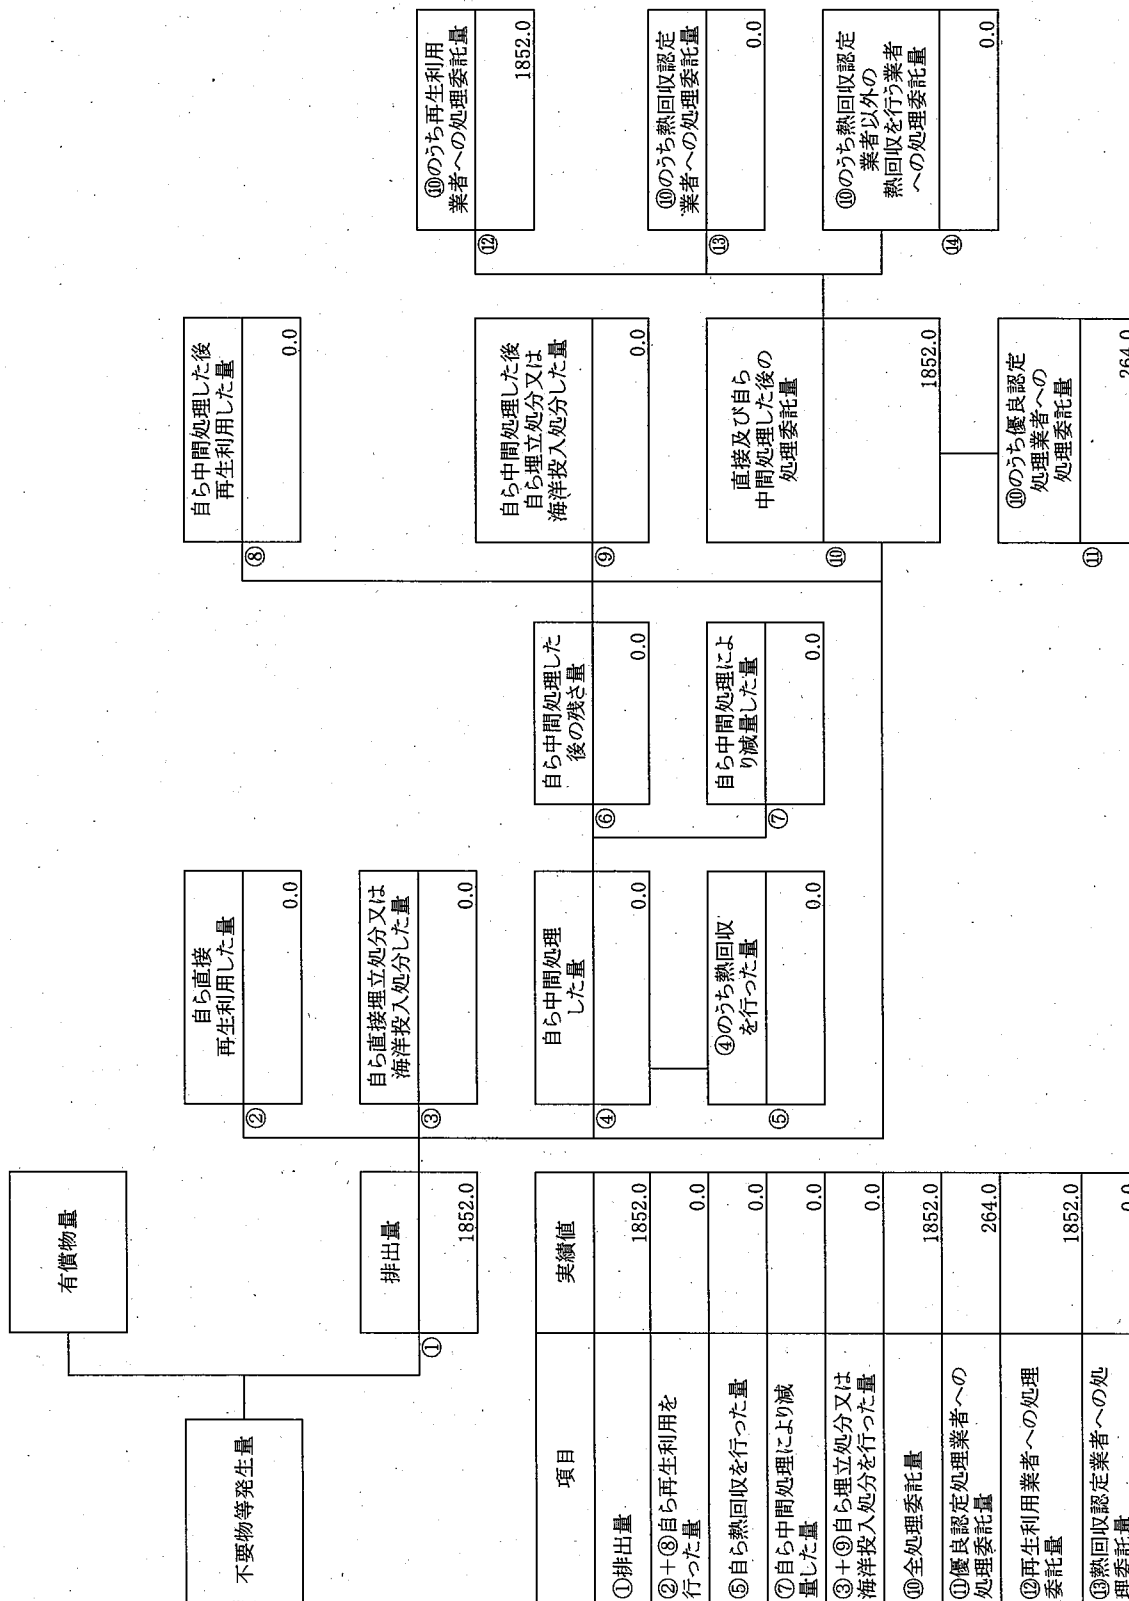 有償物量
不要物等発生量
①
排出量
1852.0
②
自ら直接
再生利用した量
0.0
③
自ら直接埋立処分又は
海洋投入処分した量
0.0
④
自ら中間処理
した量
0.0
⑤
④のうち熱回収
を行った量
0.0
⑥
自ら中間処理した
後の残さ量
0.0
⑦
自ら中間処理によ
り減量した量
0.0
⑧
自ら中間処理した後
再生利用した量
0.0
⑨
自ら中間処理した後
自ら埋立処分又は
海洋投入処分した量
0.0
⑩
直接及び自ら
中間処理した後の
処理委託量
1852.0
⑪
⑩のうち優良認定
処理業者への
処理委託量
264.0
⑫
⑩のうち再生利用
業者への処理委託量
1852.0
⑬
⑩のうち熱回収認定
業者への処理委託量
0.0
⑭
⑩のうち熱回収認定
業者以外の
熱回収を行う業者
への処理委託量
0.0
項目
実績値
①排出量
1852.0
②+⑧自ら再生利用を
行った量
0.0
⑤自ら熱回収を行った量
0.0
⑦自ら中間処理により減
量した量
0.0
③+⑨自ら埋立処分又は
海洋投入処分を行った量
0.0
⑩全処理委託量
1852.0
⑪優良認定処理業者への
処理委託量
264.0
⑫再生利用業者への処理
委託量
1852.0
⑬熱回収認定業者への処
理委託量
0.0